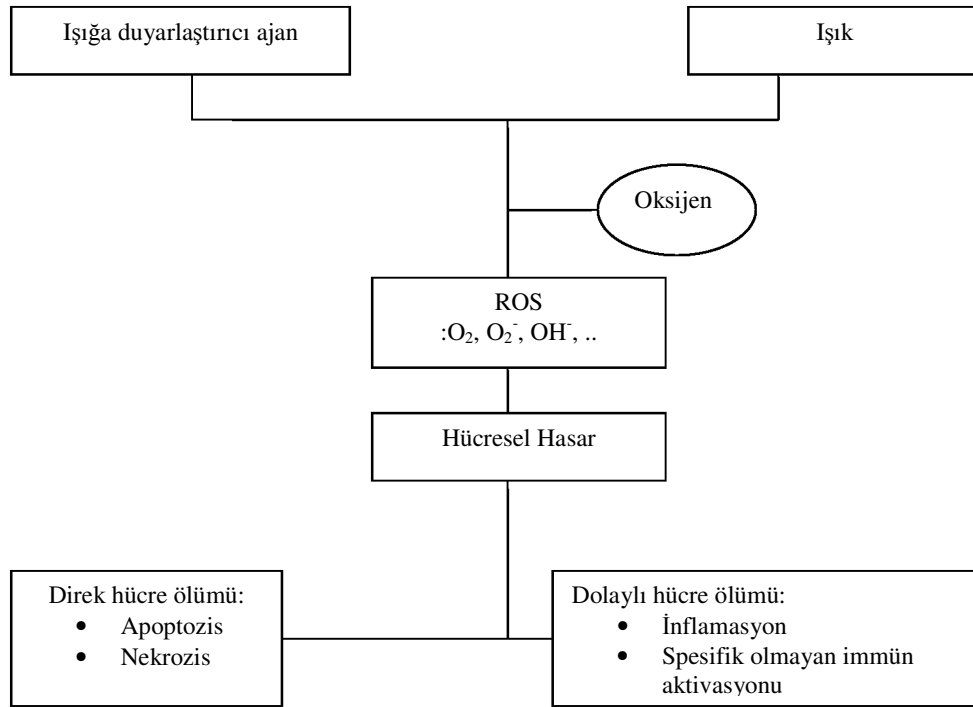 Işığa duyarlaştırıcı ajan
Işık
Oksijen
ROS
:O₂, O₂⁻, OH⁻, ..
Hücresel Hasar
Direk hücre ölümü:
• Apoptozis
• Nekrozis
Dolaylı hücre ölümü:
• İnflamasyon
• Spesifik olmayan immün
aktivasyonu